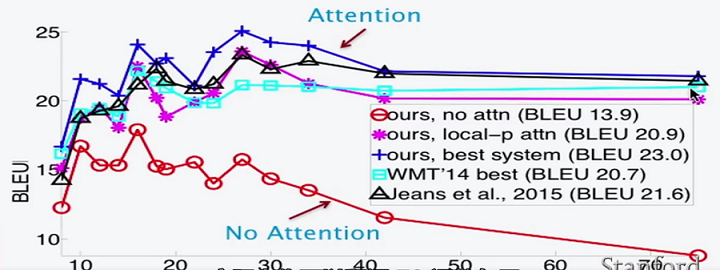 Attention
25
20
15
10
BLEU
ours, no attn (BLEU 13.9)
ours, local-p attn (BLEU 20.9)
ours, best system (BLEU 23.0)
WMT'14 best (BLEU 20.7)
Jeans et al., 2015 (BLEU 21.6)
No Attention
10 20 30 40 50 60 70
Stanford